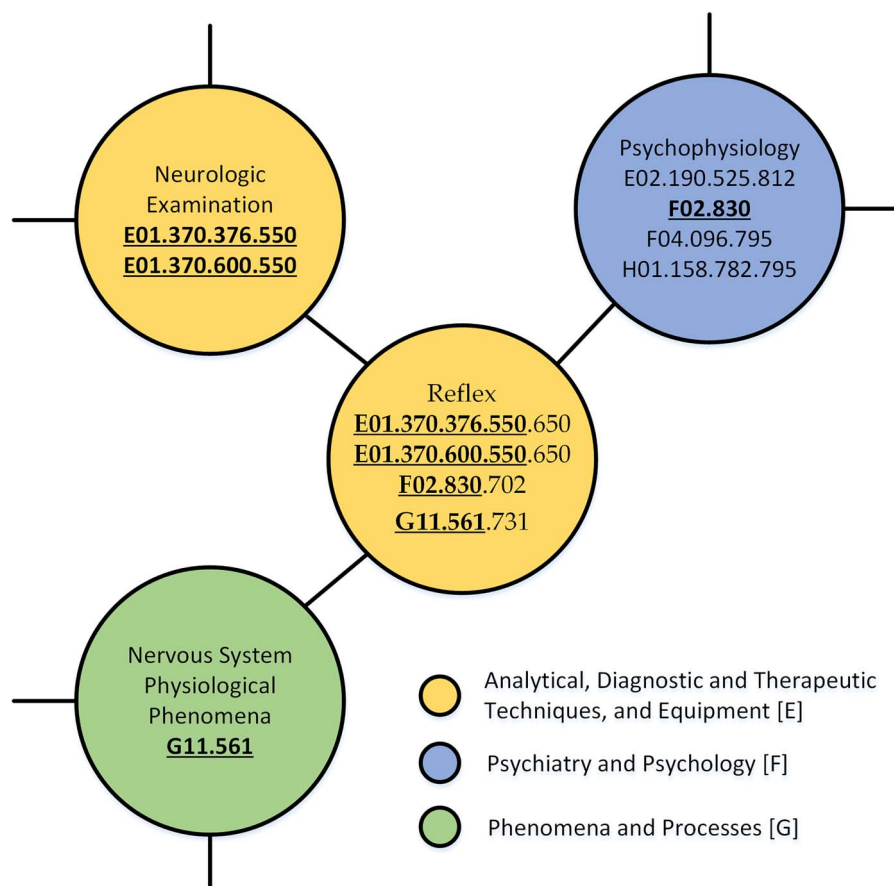 Neurologic
Examination
E01.370.376.550
E01.370.600.550
Psychophysiology
E02.190.525.812
F02.830
F04.096.795
H01.158.782.795
Reflex
E01.370.376.550.650
E01.370.600.550.650
F02.830.702
G11.561.731
Nervous System
Physiological
Phenomena
G11.561
Analytical, Diagnostic and Therapeutic
Techniques, and Equipment [E]
Psychiatry and Psychology [F]
Phenomena and Processes [G]